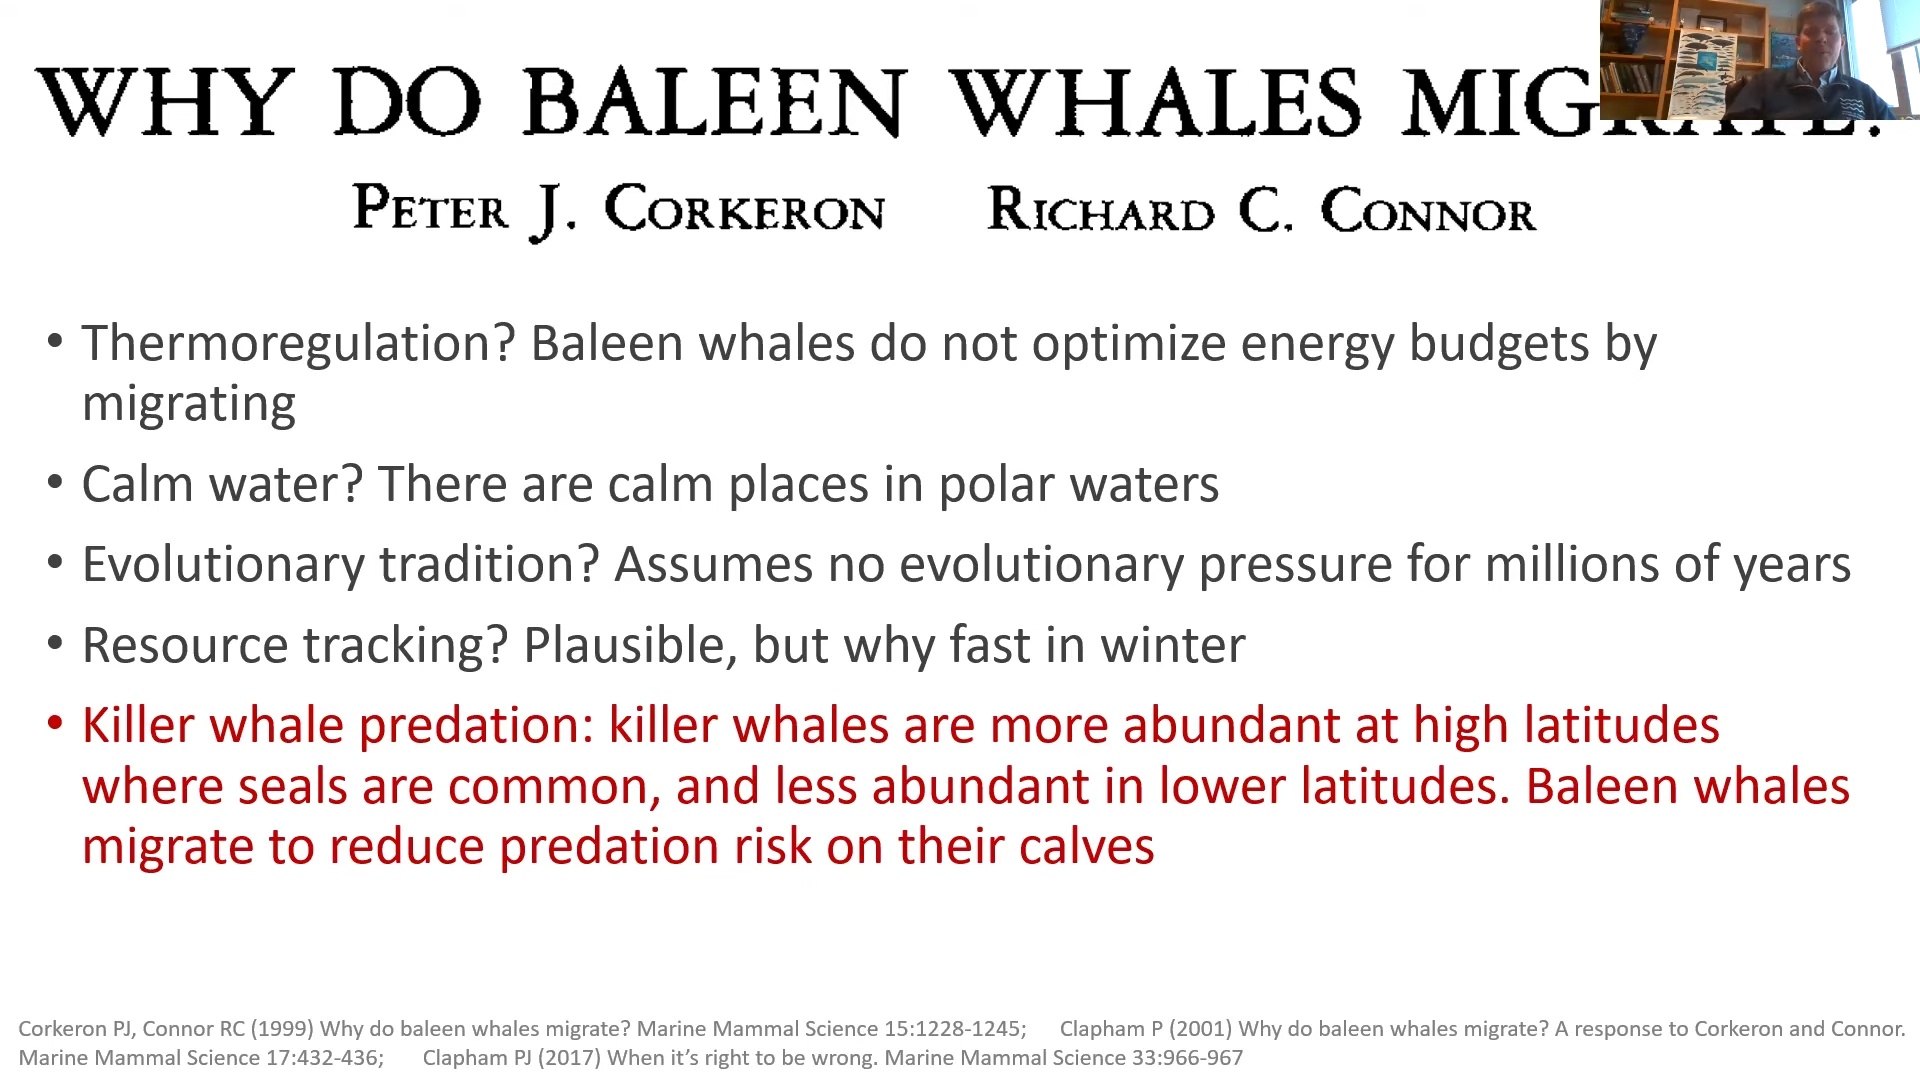 WHY DO BALEEN WHALES MIGRATE?
PETER J. CORKERON RICHARD C. CONNOR
• Thermoregulation? Baleen whales do not optimize energy budgets by
migrating
• Calm water? There are calm places in polar waters
• Evolutionary tradition? Assumes no evolutionary pressure for millions of years
• Resource tracking? Plausible, but why fast in winter
• Killer whale predation: killer whales are more abundant at high latitudes
where seals are common, and less abundant in lower latitudes. Baleen whales
migrate to reduce predation risk on their calves
Corkeron PJ, Connor RC (1999) Why do baleen whales migrate? Marine Mammal Science 15:1228-1245; Clapham P (2001) Why do baleen whales migrate? A response to Corkeron and Connor.
Marine Mammal Science 17:432-436; Clapham PJ (2017) When it’s right to be wrong. Marine Mammal Science 33:966-967